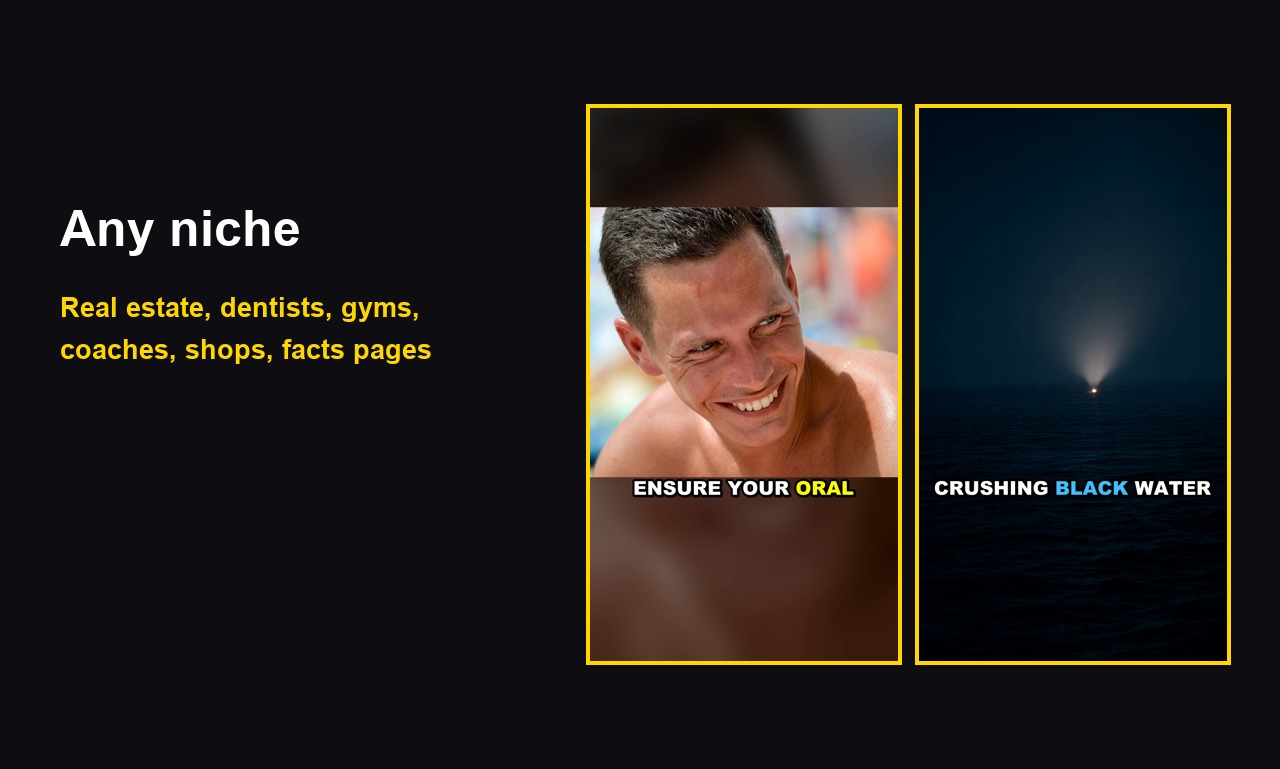 Any niche
Real estate, dentists, gyms,
coaches, shops, facts pages
ENSURE YOUR ORAL
CRUSHING BLACK WATER